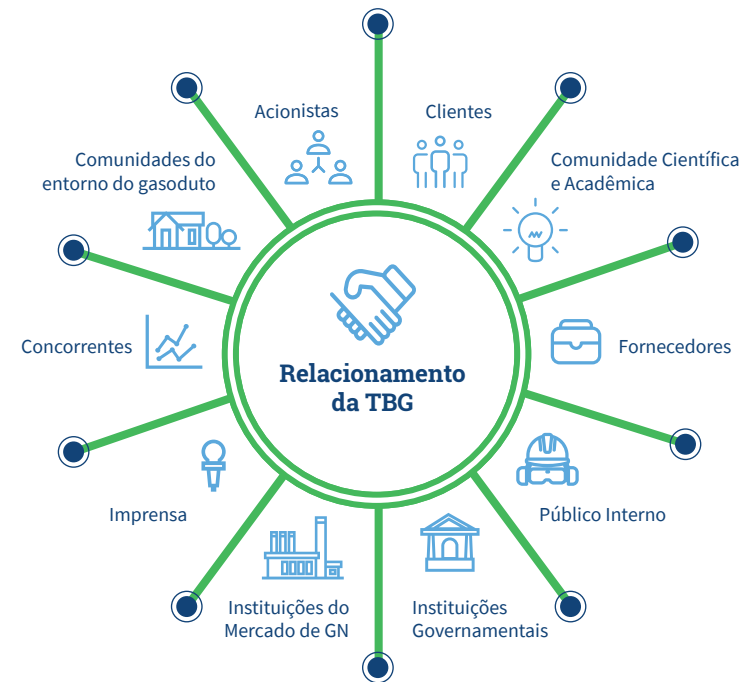 Acionistas
Clientes
Comunidades do
entorno do gasoduto
Comunidade Científica
e Acadêmica
Concorrentes
Fornecedores
Relacionamento
da TBG
Imprensa
Público Interno
Instituições do
Mercado de GN
Instituições
Governamentais